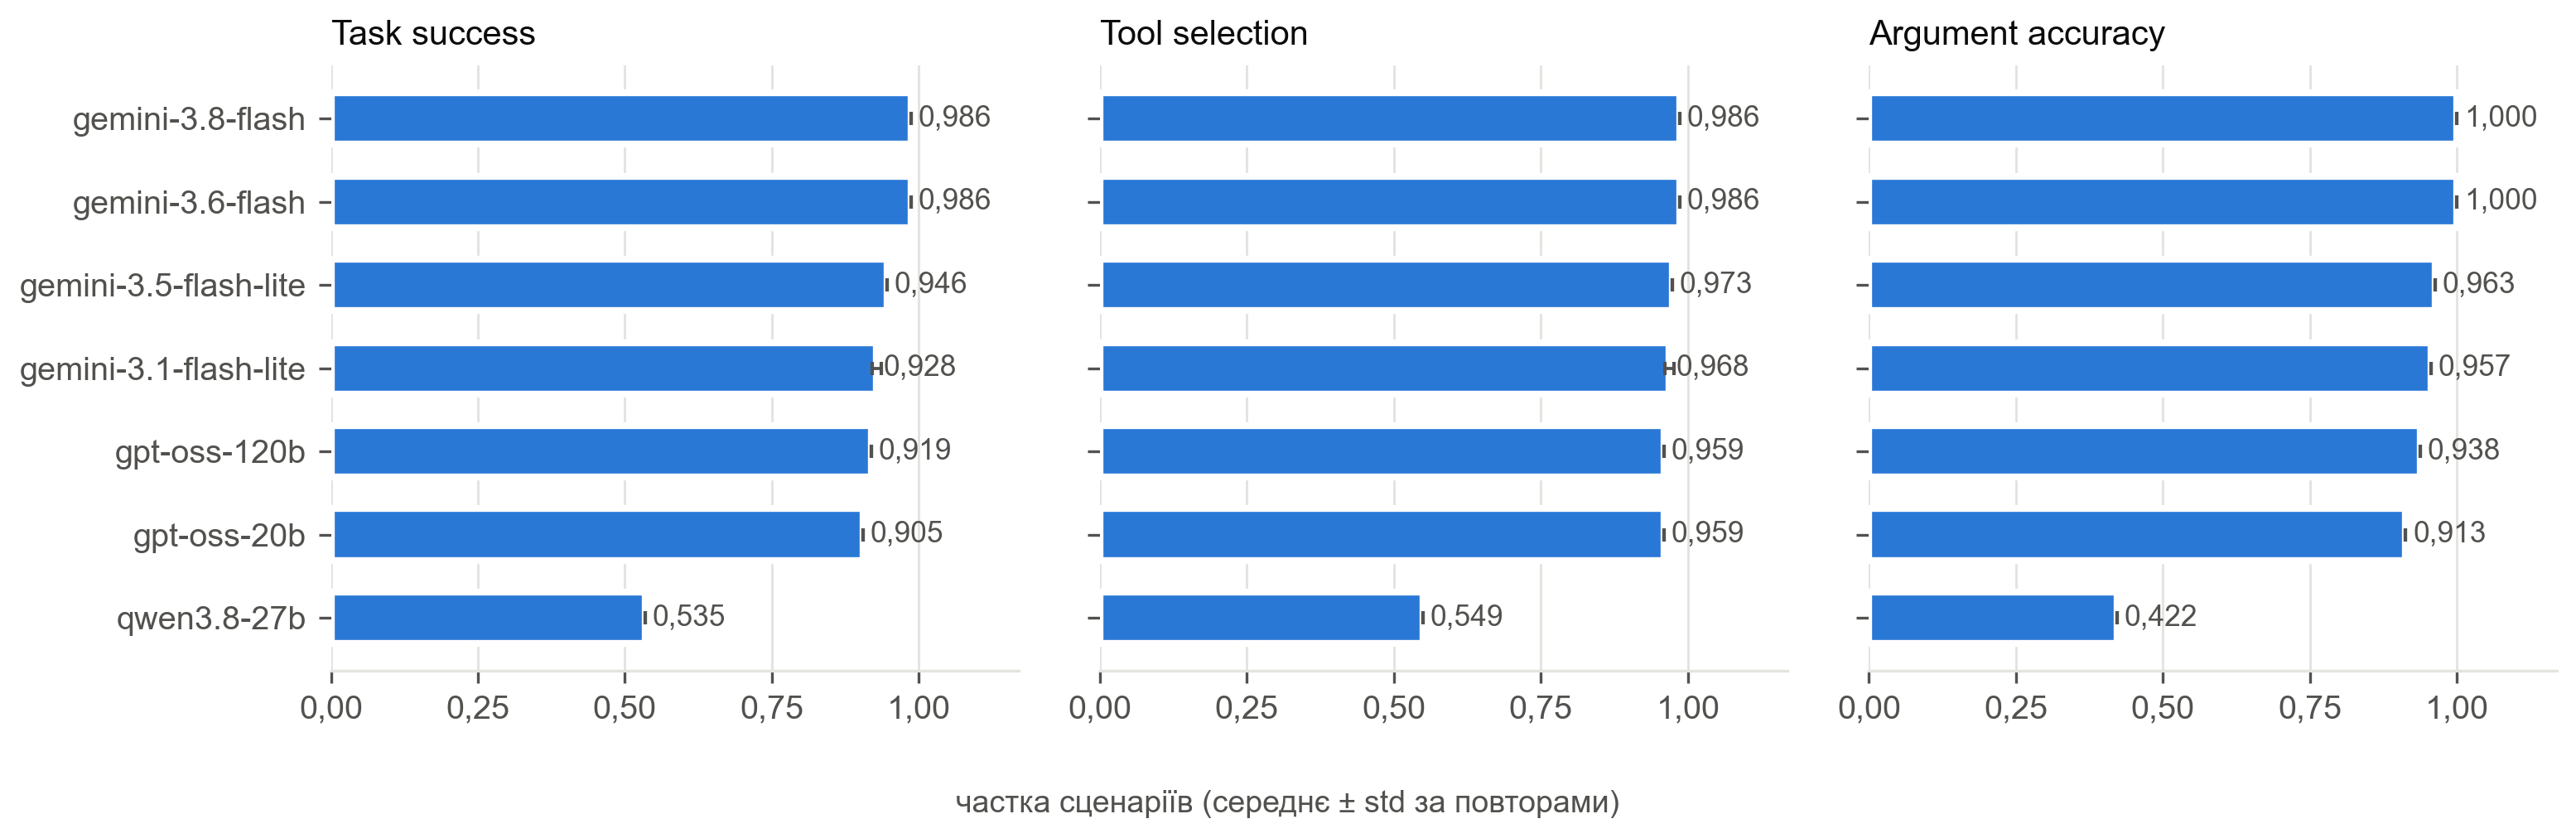 Task success Tool selection Argument accuracy
gemini-3.8-flash 0,986 0,986 1,000
gemini-3.6-flash 0,986 0,986 1,000
gemini-3.5-flash-lite 0,946 0,973 0,963
gemini-3.1-flash-lite 0,928 0,968 0,957
gpt-oss-120b 0,919 0,959 0,938
gpt-oss-20b 0,905 0,959 0,913
qwen3.8-27b 0,535 0,549 0,422
0,00 0,25 0,50 0,75 1,00 0,00 0,25 0,50 0,75 1,00 0,00 0,25 0,50 0,75 1,00
частка сценаріїв (середнє ± std за повторами)